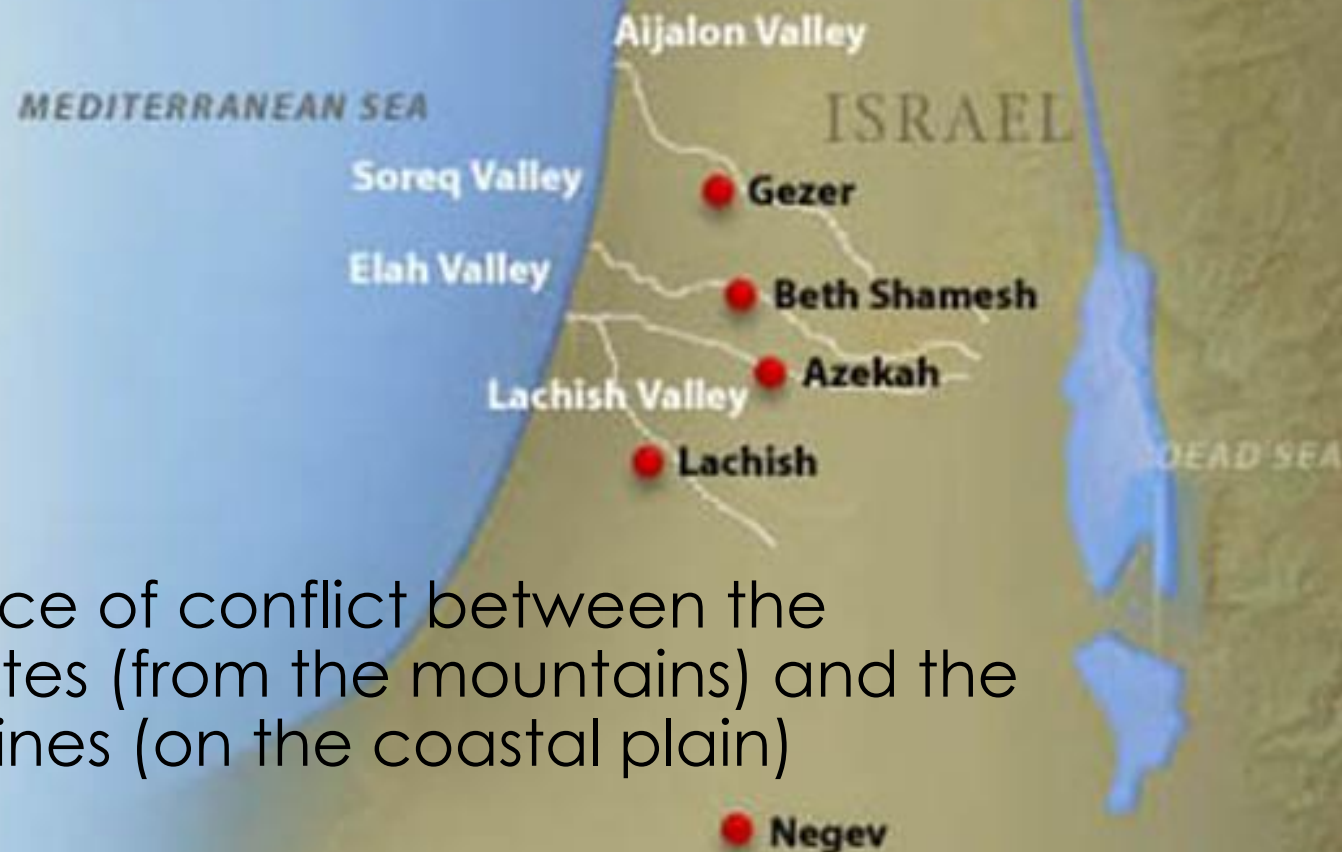 Aijalon Valley
MEDITERRANEAN SEA
ISRAEL
Soreq Valley
Gezer
Elah Valley
Beth Shamesh
Azekah
Lachish Valley
DEAD SEA
Lachish
ce of conflict between the
tes (from the mountains) and the
ines (on the coastal plain)
Negev